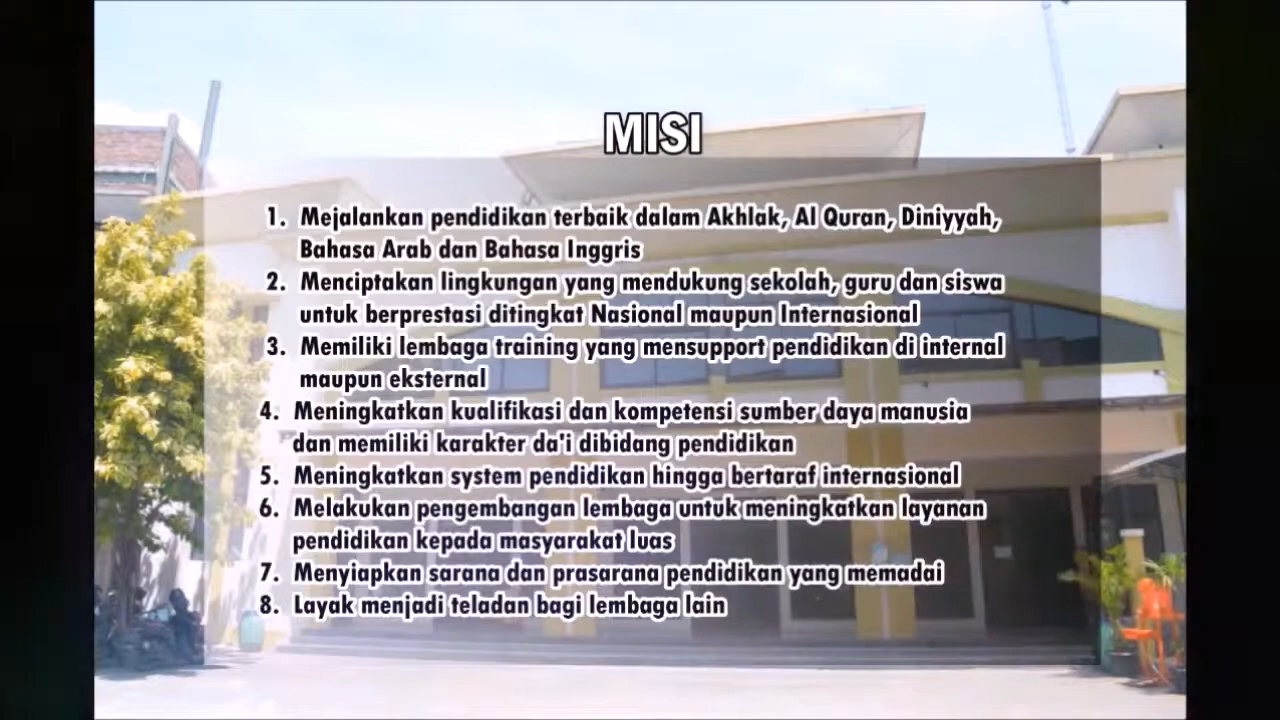 MISI
1. Mejalankan pendidikan terbaik dalam Akhlak, Al Quran, Diniyyah,
Bahasa Arab dan Bahasa Inggris
2. Menciptakan lingkungan yang mendukung sekolah, guru dan siswa
untuk berprestasi ditingkat Nasional maupun Internasional
3. Memiliki lembaga training yang mensupport pendidikan di internal
maupun eksternal
4. Meningkatkan kualifikasi dan kompetensi sumber daya manusia
dan memiliki karakter da'i dibidang pendidikan
5. Meningkatkan system pendidikan hingga bertaraf internasional
6. Melakukan pengembangan lembaga untuk meningkatkan layanan
pendidikan kepada masyarakat luas
7. Menyiapkan sarana dan prasarana pendidikan yang memadai
8. Layak menjadi teladan bagi lembaga lain